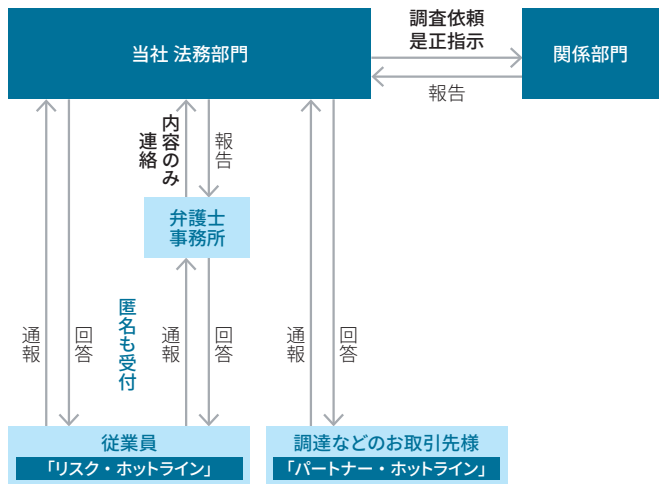 当社 法務部門
調査依頼
是正指示
関係部門
報告
内容のみ
連絡
報告
弁護士
事務所
匿名も受付
通報
回答
通報
回答
通報
回答
従業員
「リスク・ホットライン」
調達などのお取引先様
「パートナー・ホットライン」